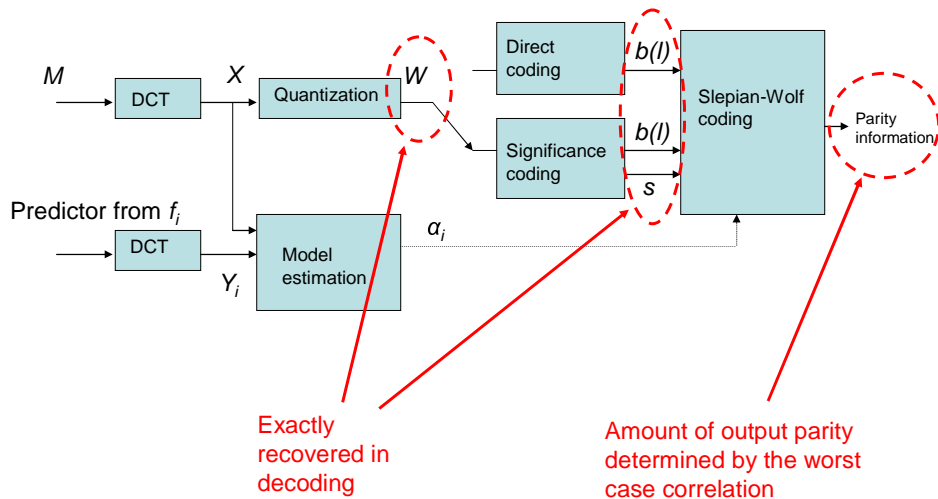 Direct
coding
b(l)
M
DCT
X
Quantization
W
Slepian-Wolf
coding
Parity
information
Significance
coding
b(l)
s
Predictor from fi
DCT
Yi
Model
estimation
αi
Exactly
recovered in
decoding
Amount of output parity
determined by the worst
case correlation